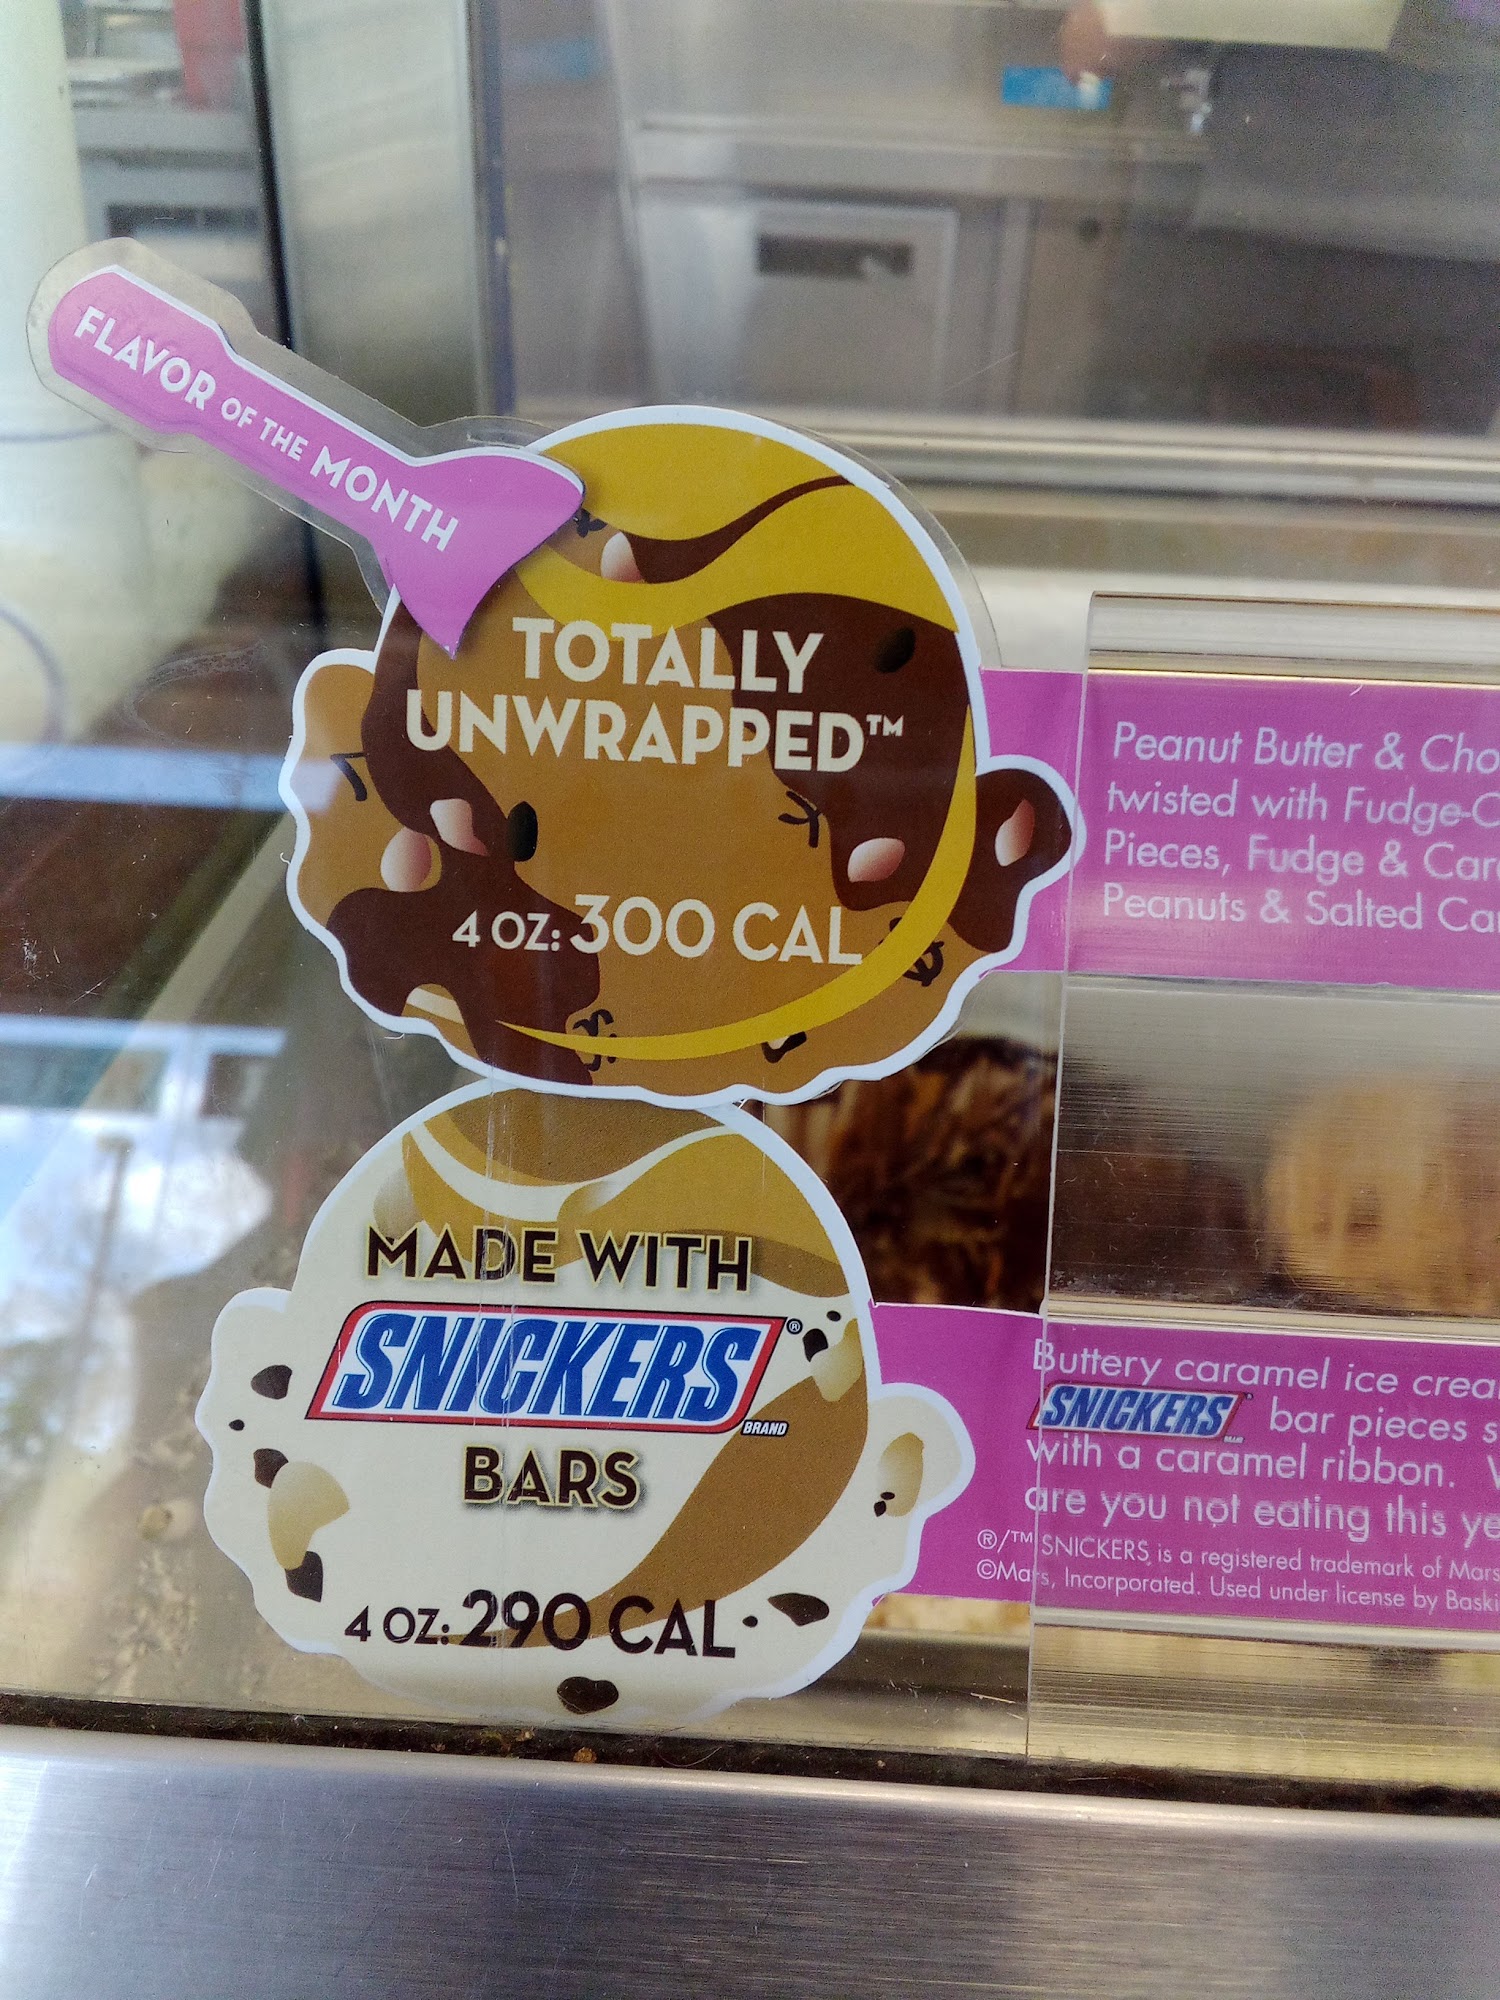 FLAVOR OF THE MONTH
TOTALLY
UNWRAPPED™
4 OZ: 300 CAL
Peanut Butter & Cho
twisted with Fudge-C
Pieces, Fudge & Car
Peanuts & Salted Ca
MADE WITH
SNICKERS®
BRAND
BARS
4 OZ: 290 CAL
Buttery caramel ice crea
SNICKERS bar pieces s
with a caramel ribbon.
are you not eating this ye
®/™ SNICKERS is a registered trademark of Mars
©Mars, Incorporated. Used under license by Baski